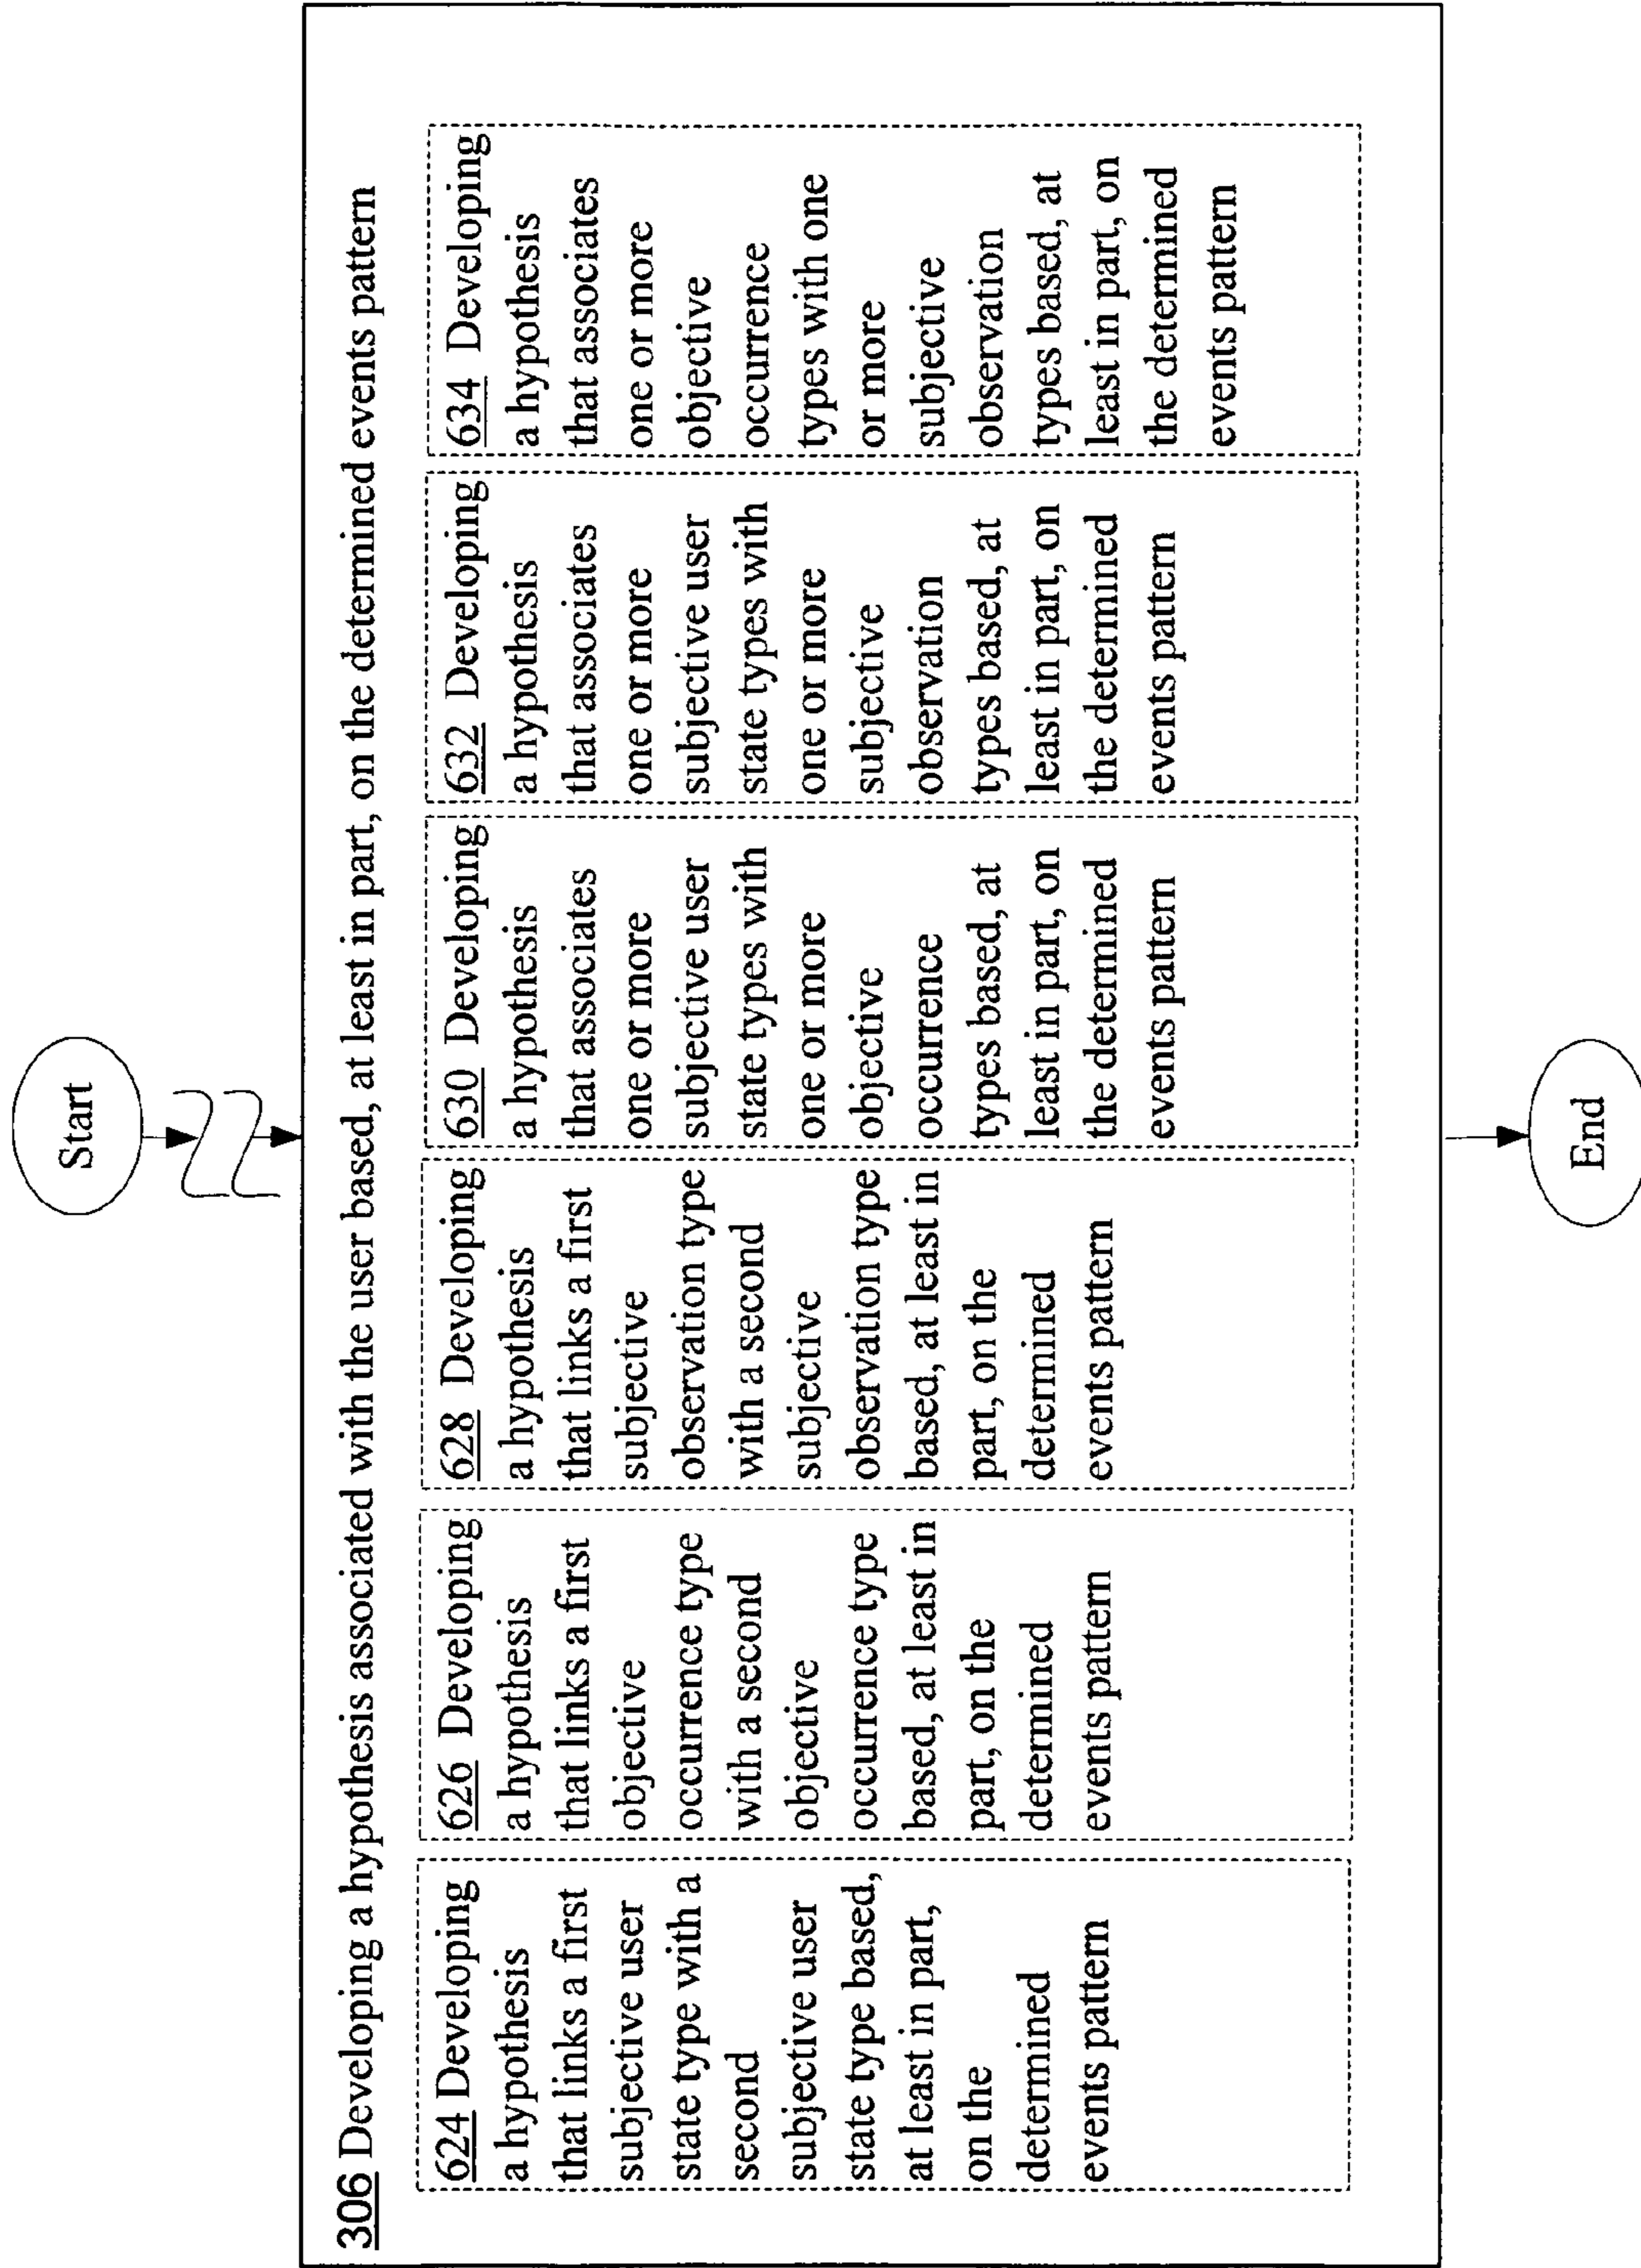 Start
306 Developing a hypothesis associated with the user based, at least in part, on the determined events pattern
624 Developing
a hypothesis
that links a first
subjective user
state type with a
second
subjective user
state type based,
at least in part,
on the
determined
events pattern
626 Developing
a hypothesis
that links a first
objective
occurrence type
with a second
objective
occurrence type
based, at least in
part, on the
determined
events pattern
628 Developing
a hypothesis
that links a first
subjective
observation type
with a second
subjective
observation type
based, at least in
part, on the
determined
events pattern
630 Developing
a hypothesis
that associates
one or more
subjective user
state types with
one or more
objective
occurrence
types based, at
least in part, on
the determined
events pattern
632 Developing
a hypothesis
that associates
one or more
subjective user
state types with
one or more
subjective
observation
types based, at
least in part, on
the determined
events pattern
634 Developing
a hypothesis
that associates
one or more
objective
occurrence
types with one
or more
subjective
observation
types based, at
least in part, on
the determined
events pattern
End